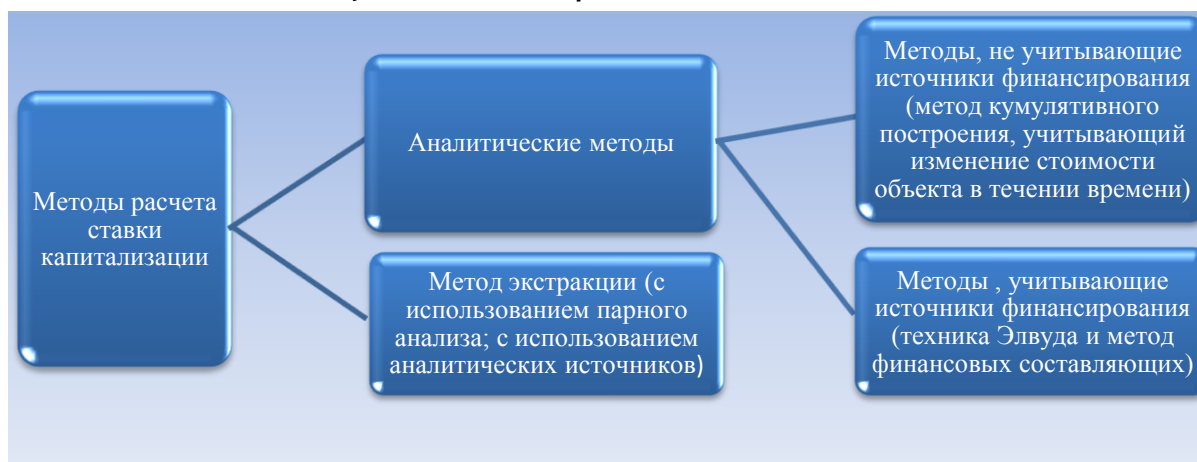 Методы расчета
ставки
капитализации
Аналитические методы
Метод экстракции (с
использованием парного
анализа; с использованием
аналитических источников)
Методы, не учитывающие
источники финансирования
(метод кумулятивного
построения, учитывающий
изменение стоимости
объекта в течении времени)
Методы , учитывающие
источники финансирования
(техника Элвуда и метод
финансовых составляющих)